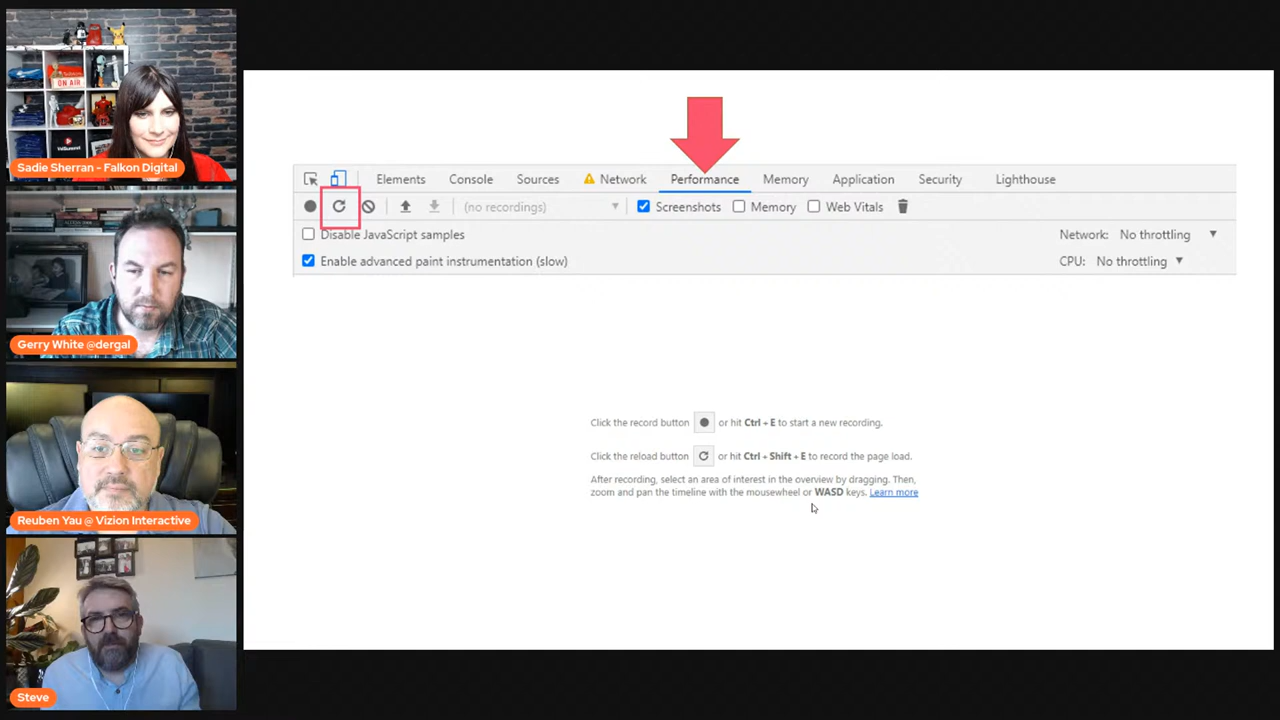 ON AIR
Sadie Sherran - Falkon Digital
Gerry White @dergal
Reuben Yau @ Vizion Interactive
Steve
Elements Console Sources Network Performance Memory Application Security Lighthouse
(no recordings) Screenshots Memory Web Vitals
Disable JavaScript samples Network: No throttling
Enable advanced paint instrumentation (slow) CPU: No throttling
Click the record button or hit Ctrl + E to start a new recording.
Click the reload button or hit Ctrl + Shift + E to record the page load.
After recording, select an area of interest in the overview by dragging. Then,
zoom and pan the timeline with the mousewheel or WASD keys. Learn more